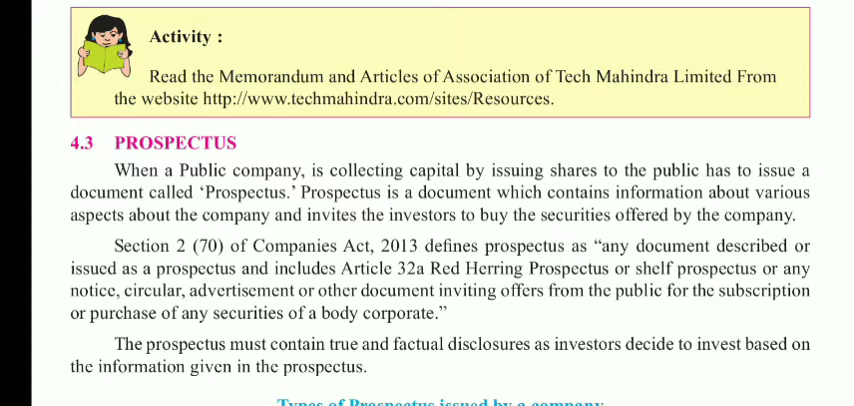 Activity :
Read the Memorandum and Articles of Association of Tech Mahindra Limited From
the website http://www.techmahindra.com/sites/Resources.
4.3 PROSPECTUS
When a Public company, is collecting capital by issuing shares to the public has to issue a
document called ‘Prospectus.’ Prospectus is a document which contains information about various
aspects about the company and invites the investors to buy the securities offered by the company.
Section 2 (70) of Companies Act, 2013 defines prospectus as “any document described or
issued as a prospectus and includes Article 32a Red Herring Prospectus or shelf prospectus or any
notice, circular, advertisement or other document inviting offers from the public for the subscription
or purchase of any securities of a body corporate.”
The prospectus must contain true and factual disclosures as investors decide to invest based on
the information given in the prospectus.
Types of Prospectus issued by a company